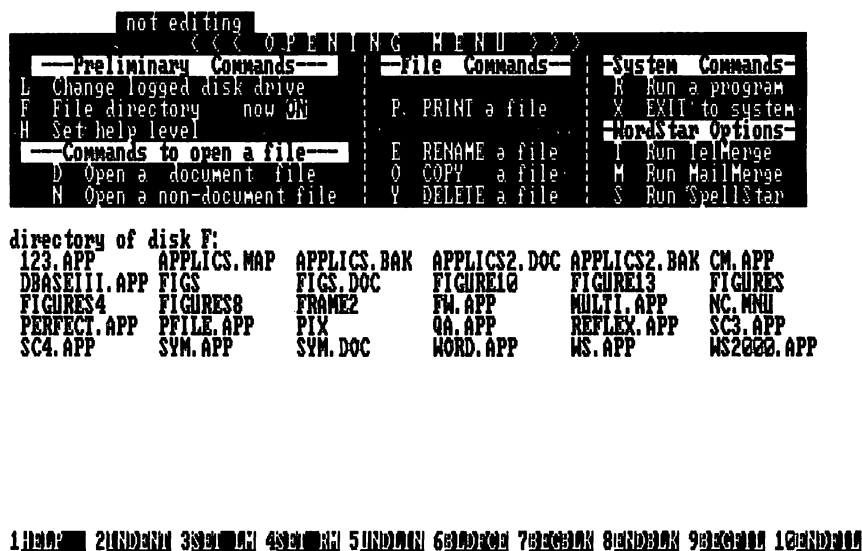 not editing
< < < O P E N I N G   M E N U > > >
---Preliminary Commands--- | --File Commands-- | -System Commands-
L Change logged disk drive | | R Run a program
F File directory now ON | P PRINT a file | X EXIT to system
H Set help level | | -WordStar Options-
---Commands to open a file--- | E RENAME a file | T Run TelMerge
D Open a document file | O COPY a file | M Run MailMerge
N Open a non-document file | Y DELETE a file | S Run SpellStar
directory of disk F:
123.APP APPLICS.MAP APPLICS.BAK APPLICS2.DOC APPLICS2.BAK CM.APP
DBASEIII.APP FIGS FIGS.DOC FIGURE10 FIGURE13 FIGURES
FIGURES4 FIGURES8 FRAME2 FW.APP MULTI.APP NC.MNU
PERFECT.APP PFILE.APP PIX QA.APP REFLEX.APP SC3.APP
SC4.APP SYM.APP SYM.DOC WORD.APP WS.APP WS2000.APP
1HELP 2INDENT 3SET LM 4SET RM 5UNDLIN 6BLDFCE 7BEGBLK 8ENDBLK 9BEGFIL 10ENDFIL